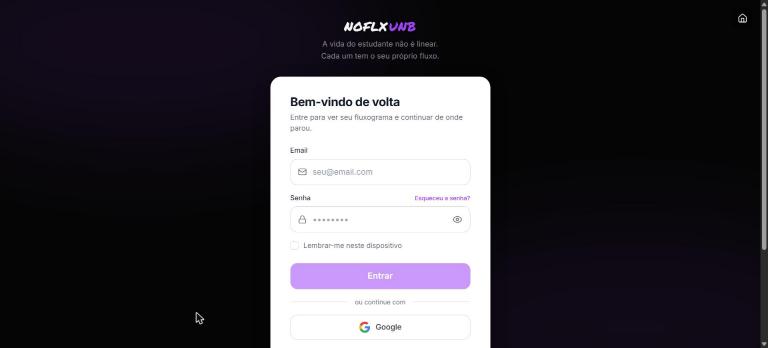 NOFLXUNB
A vida do estudante não é linear.
Cada um tem o seu próprio fluxo.
Bem-vindo de volta
Entre para ver seu fluxograma e continuar de onde
parou.
Email
seu@email.com
Senha
Esqueceu a senha?
••••••••
Lembrar-me neste dispositivo
Entrar
ou continue com
Google